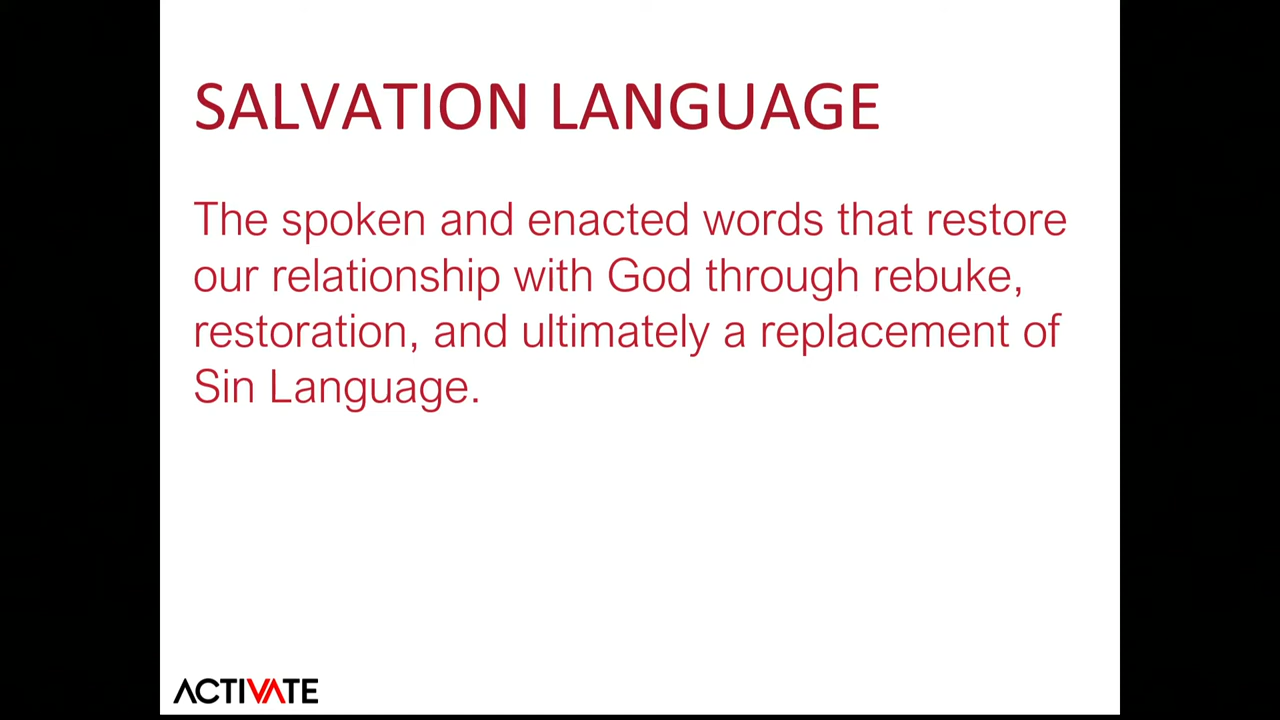 SALVATION LANGUAGE
The spoken and enacted words that restore
our relationship with God through rebuke,
restoration, and ultimately a replacement of
Sin Language.
ACTIVATE